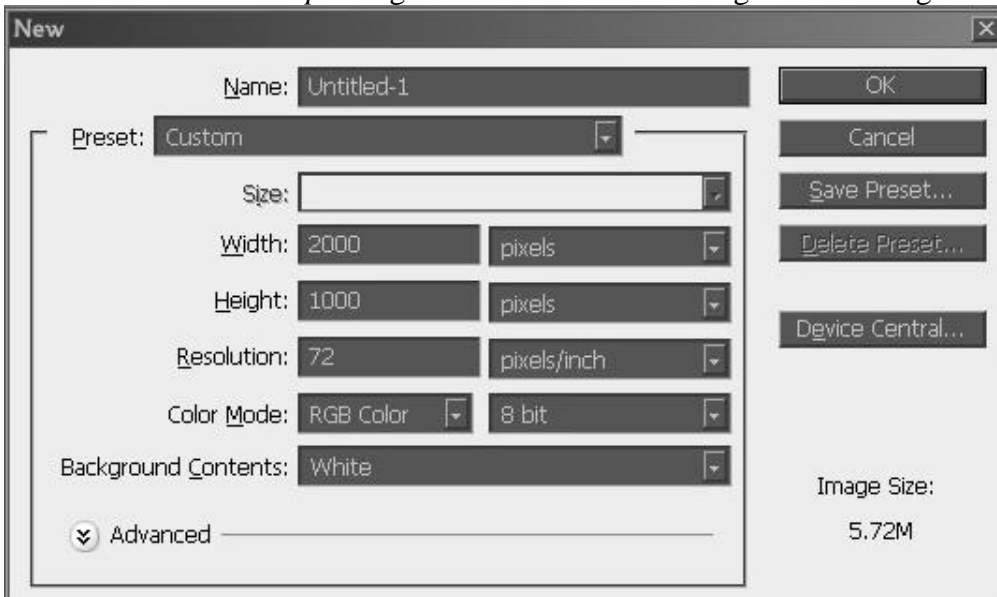 New
Name: Untitled-1
OK
Preset: Custom
Cancel
Size:
Save Preset...
Width: 2000 pixels
Delete Preset...
Height: 1000 pixels
Device Central...
Resolution: 72 pixels/inch
Color Mode: RGB Color 8 bit
Background Contents: White
Image Size:
5.72M
Advanced